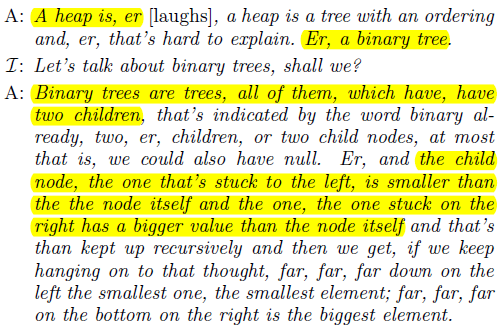 A: A heap is, er [laughs], a heap is a tree with an ordering
and, er, that's hard to explain. Er, a binary tree.
I: Let's talk about binary trees, shall we?
A: Binary trees are trees, all of them, which have, have
two children, that's indicated by the word binary al-
ready, two, er, children, or two child nodes, at most
that is, we could also have null. Er, and the child
node, the one that's stuck to the left, is smaller than
the the node itself and the one, the one stuck on the
right has a bigger value than the node itself and that's
than kept up recursively and then we get, if we keep
hanging on to that thought, far, far, far down on the
left the smallest one, the smallest element; far, far, far
on the bottom on the right is the biggest element.